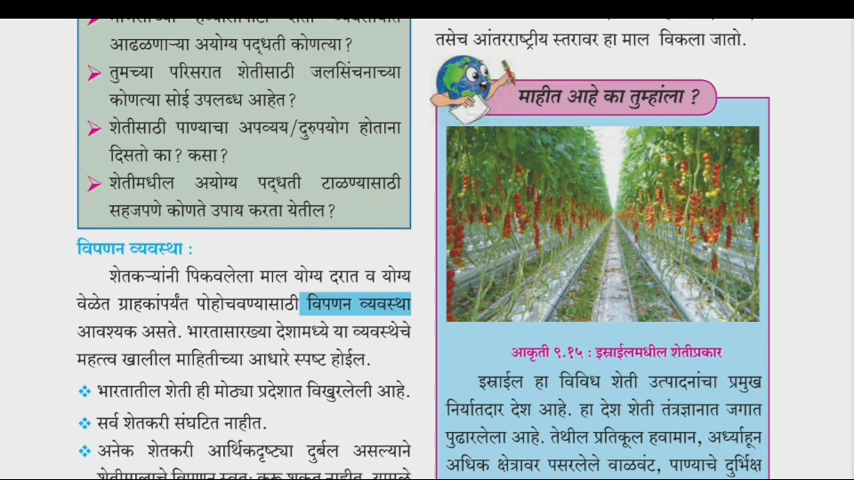 आढळणाऱ्या अयोग्य पद्धती कोणत्या ?
तुमच्या परिसरात शेतीसाठी जलसिंचनाच्या
कोणत्या सोई उपलब्ध आहेत ?
शेतीसाठी पाण्याचा अपव्यय/दुरुपयोग होताना
दिसतो का ? कसा ?
शेतीमधील अयोग्य पद्धती टाळण्यासाठी
सहजपणे कोणते उपाय करता येतील ?
विपणन व्यवस्था :
शेतकऱ्यांनी पिकवलेला माल योग्य दरात व योग्य
वेळेत ग्राहकांपर्यंत पोहोचवण्यासाठी विपणन व्यवस्था
आवश्यक असते. भारतासारख्या देशामध्ये या व्यवस्थेचे
महत्त्व खालील माहितीच्या आधारे स्पष्ट होईल.
भारतातील शेती ही मोठ्या प्रदेशात विखुरलेली आहे.
सर्व शेतकरी संघटित नाहीत.
अनेक शेतकरी आर्थिकदृष्ट्या दुर्बल असल्याने
शेतीमालाचे विपणन स्वतः करू शकत नाहीत. यामुळे
तसेच आंतरराष्ट्रीय स्तरावर हा माल विकला जातो.
माहीत आहे का तुम्हांला ?
आकृती ९.१५ : इस्राईलमधील शेतीप्रकार
इस्राईल हा विविध शेती उत्पादनांचा प्रमुख
निर्यातदार देश आहे. हा देश शेती तंत्रज्ञानात जगात
पुढारलेला आहे. तेथील प्रतिकूल हवामान, अर्ध्याहून
अधिक क्षेत्रावर पसरलेले वाळवंट, पाण्याचे दुर्भिक्ष